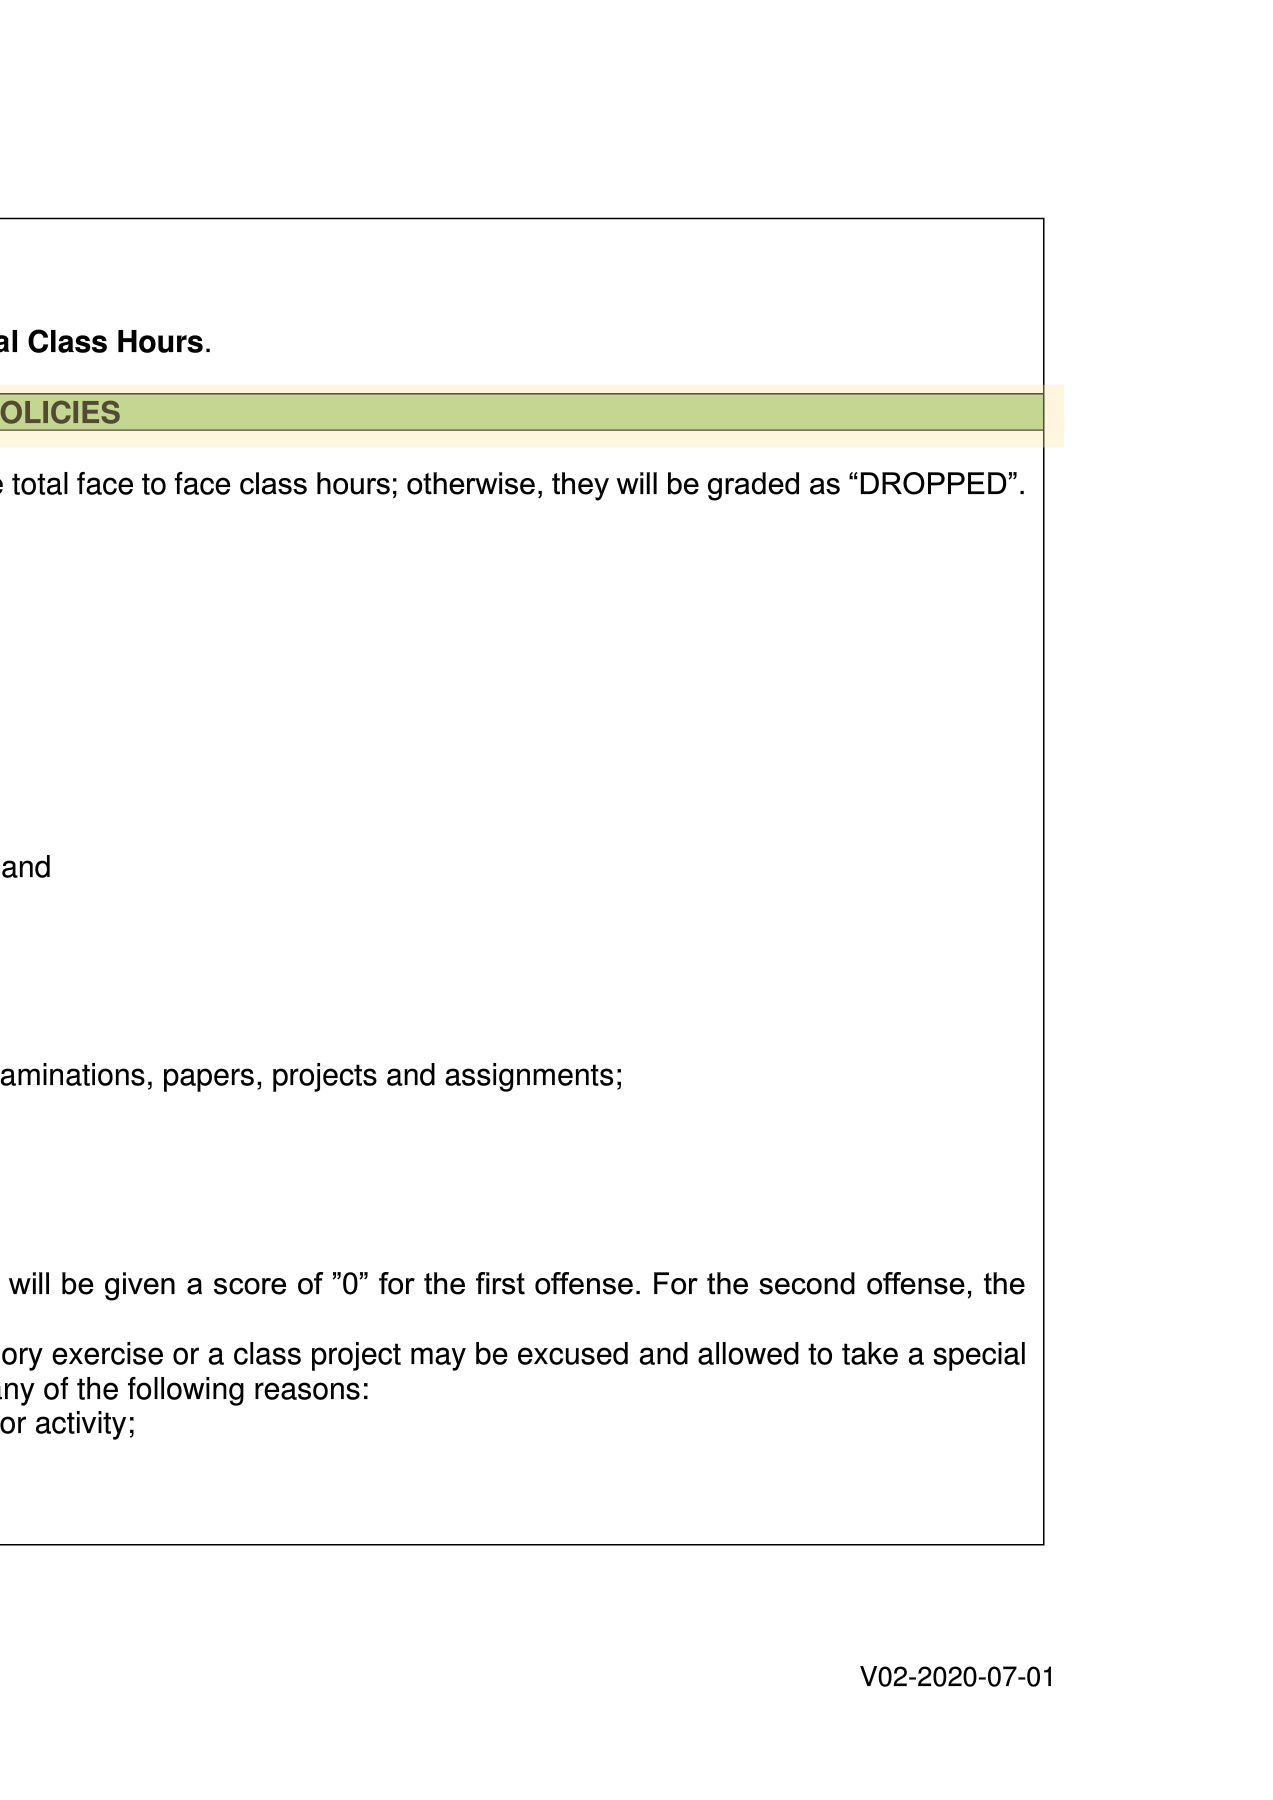 al Class Hours.
OLICIES
e total face to face class hours; otherwise, they will be graded as “DROPPED”.
and
aminations, papers, projects and assignments;
will be given a score of ”0” for the first offense. For the second offense, the
ory exercise or a class project may be excused and allowed to take a special
any of the following reasons:
or activity;
V02-2020-07-01